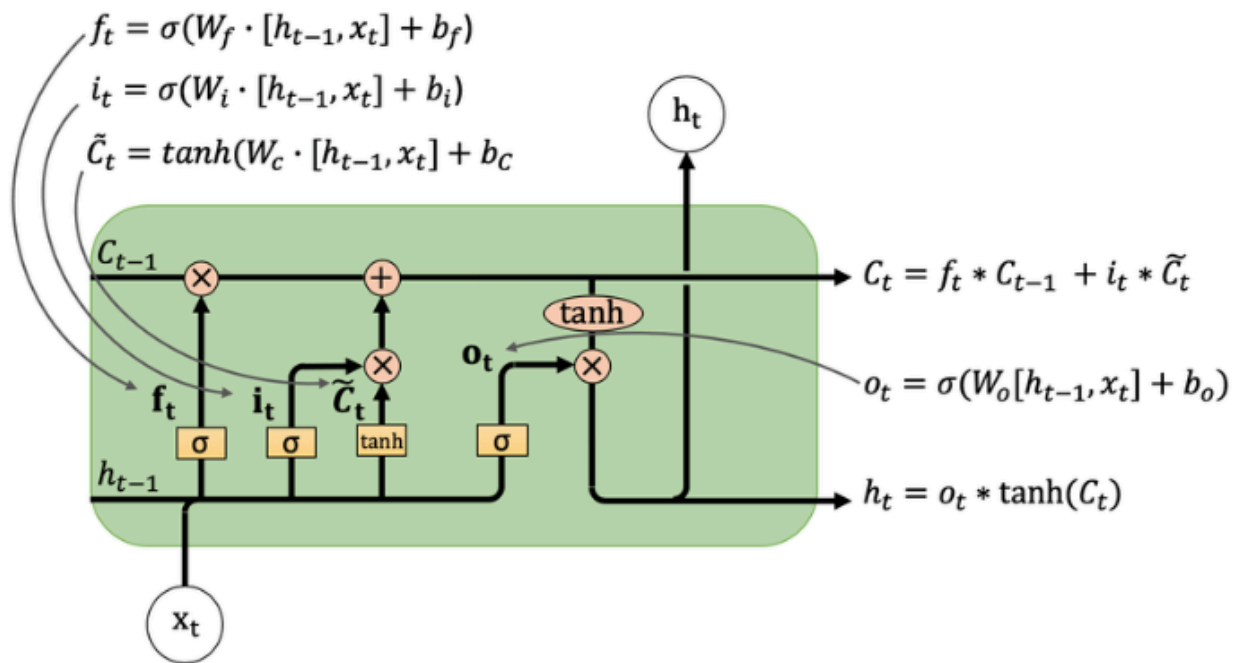 f_t = σ(W_f · [h_{t−1}, x_t] + b_f)
i_t = σ(W_i · [h_{t−1}, x_t] + b_i)
C̃_t = tanh(W_c · [h_{t−1}, x_t] + b_C
h_t
C_{t−1}
×
+
C_t = f_t * C_{t−1} + i_t * C̃_t
tanh
×
o_t
×
o_t = σ(W_o[h_{t−1}, x_t] + b_o)
f_t
i_t
C̃_t
σ
σ
tanh
σ
h_{t−1}
h_t = o_t * tanh(C_t)
x_t